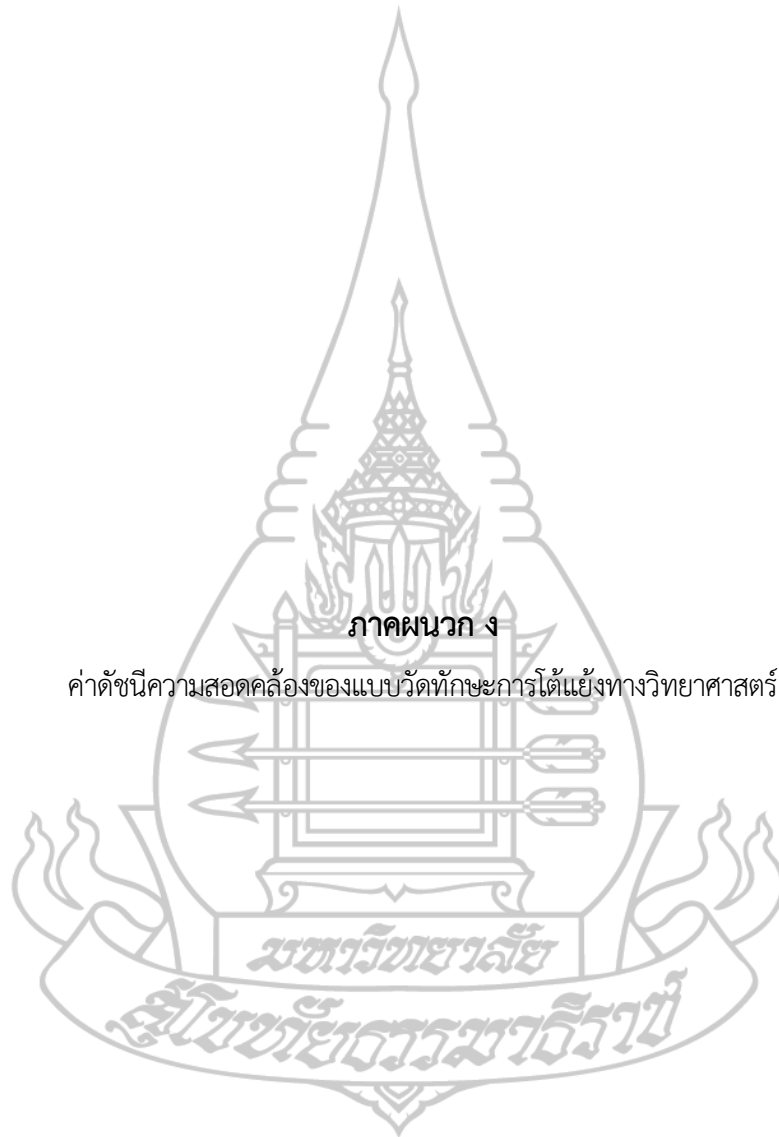 ภาคผนวก ง
ค่าดัชนีความสอดคล้องของแบบวัดทักษะการโต้แย้งทางวิทยาศาสตร์
มหาวิทยาลัย
สุโขทัยธรรมาธิราช